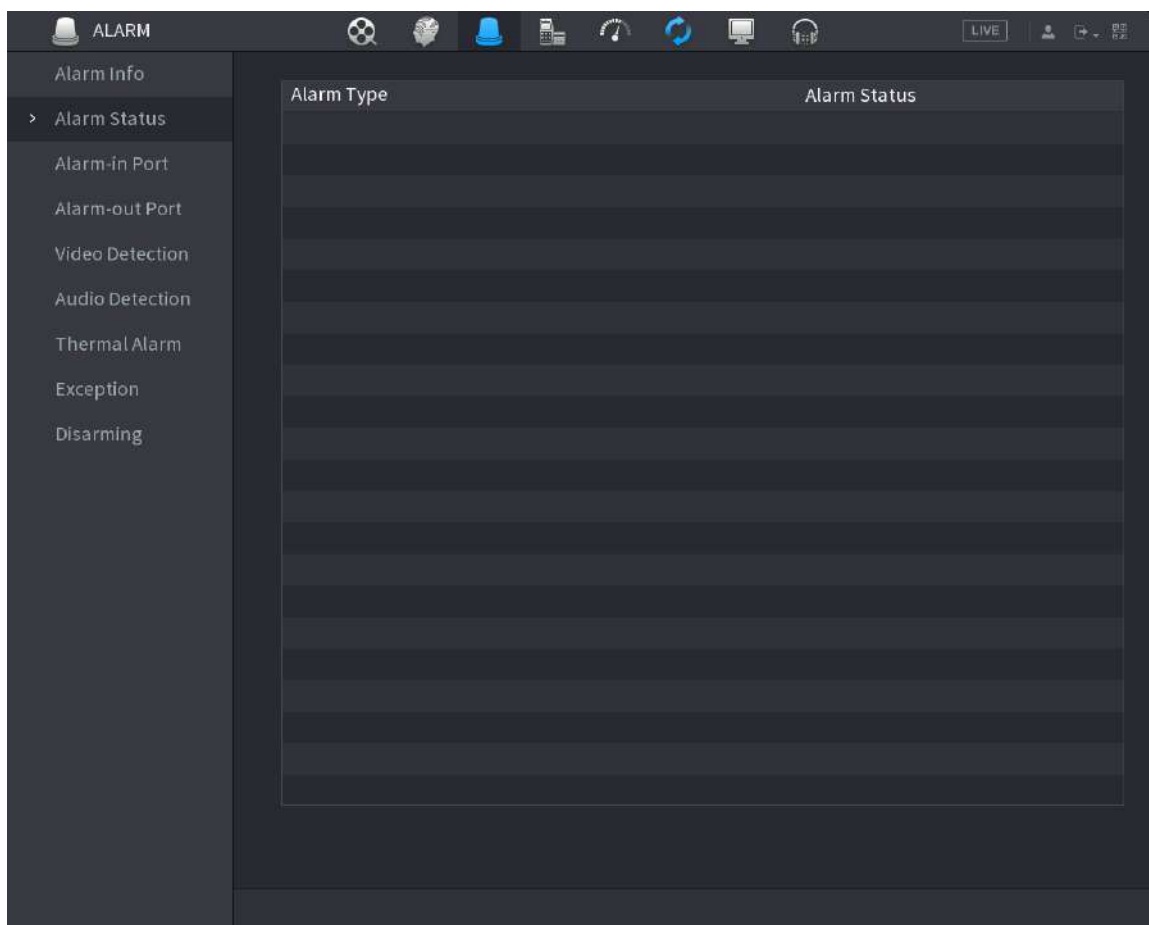 ALARM
LIVE
Alarm Info
Alarm Type Alarm Status
Alarm Status
Alarm-in Port
Alarm-out Port
Video Detection
Audio Detection
Thermal Alarm
Exception
Disarming